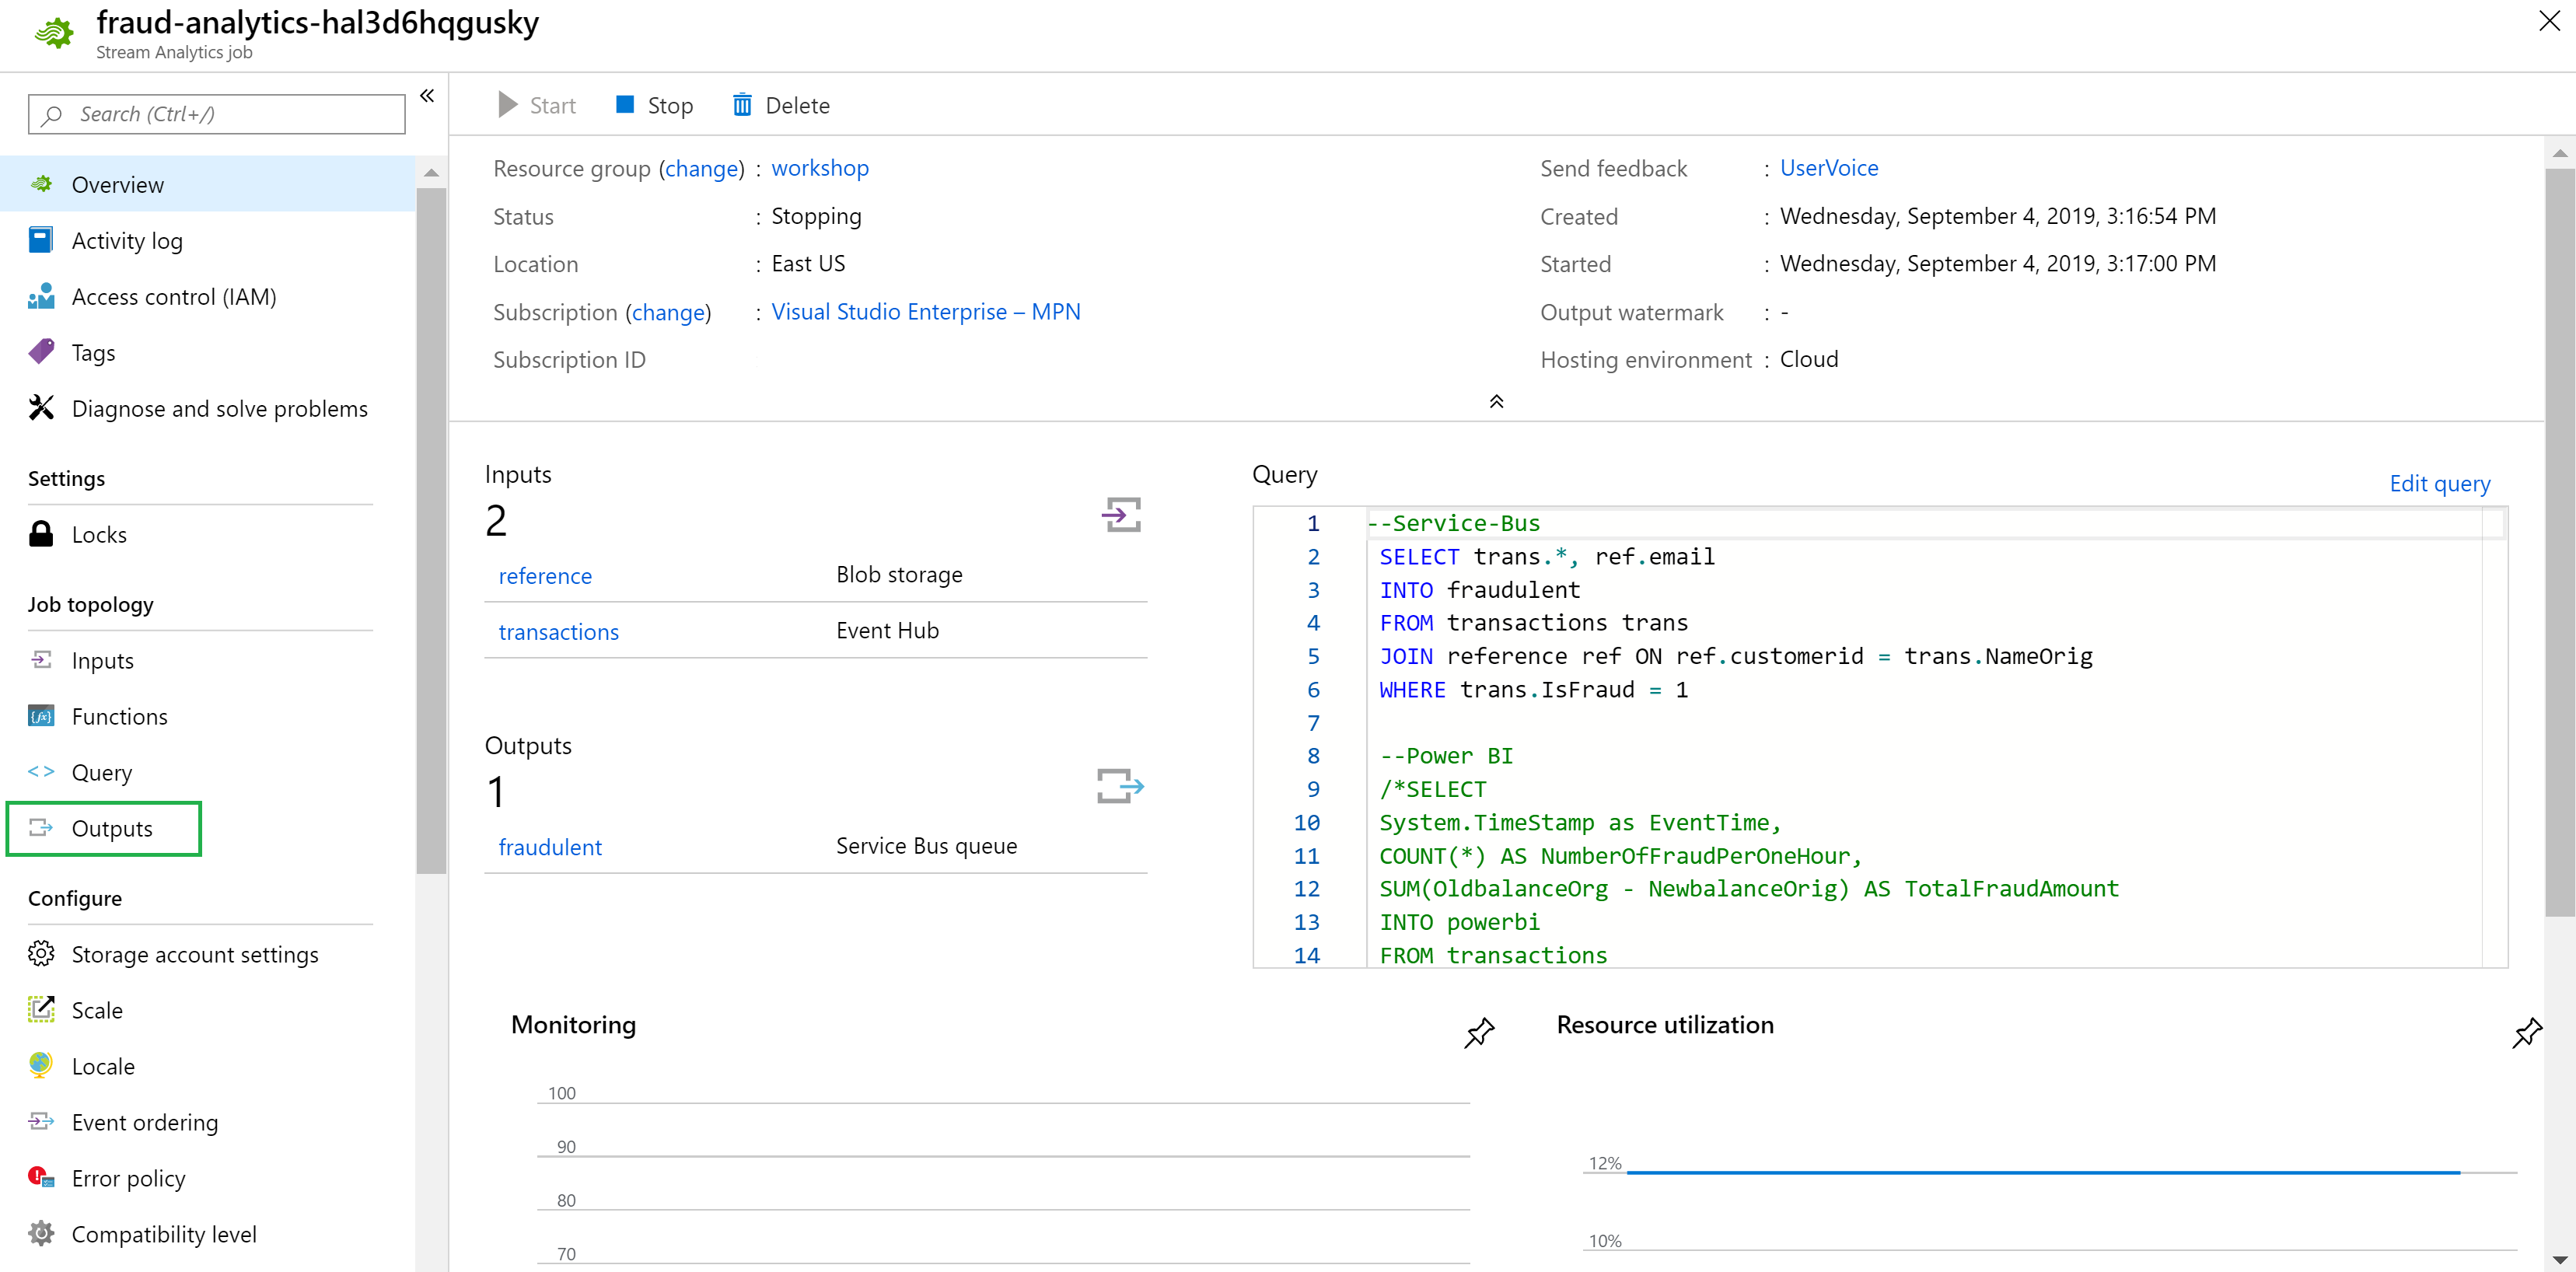 fraud-analytics-hal3d6hqgusky
Stream Analytics job
Search (Ctrl+/)
Overview
Activity log
Access control (IAM)
Tags
Diagnose and solve problems
Settings
Locks
Job topology
Inputs
Functions
Query
Outputs
Configure
Storage account settings
Scale
Locale
Event ordering
Error policy
Compatibility level
Start Stop Delete
Resource group (change) : workshop
Status : Stopping
Location : East US
Subscription (change) : Visual Studio Enterprise – MPN
Subscription ID
Send feedback : UserVoice
Created : Wednesday, September 4, 2019, 3:16:54 PM
Started : Wednesday, September 4, 2019, 3:17:00 PM
Output watermark : -
Hosting environment : Cloud
Inputs
2
reference Blob storage
transactions Event Hub
Outputs
1
fraudulent Service Bus queue
Query
Edit query
1 --Service-Bus
2 SELECT trans.*, ref.email
3 INTO fraudulent
4 FROM transactions trans
5 JOIN reference ref ON ref.customerid = trans.NameOrig
6 WHERE trans.IsFraud = 1
7
8 --Power BI
9 /*SELECT
10 System.TimeStamp as EventTime,
11 COUNT(*) AS NumberOfFraudPerOneHour,
12 SUM(OldbalanceOrg - NewbalanceOrig) AS TotalFraudAmount
13 INTO powerbi
14 FROM transactions
Monitoring
100
90
80
70
Resource utilization
12%
10%